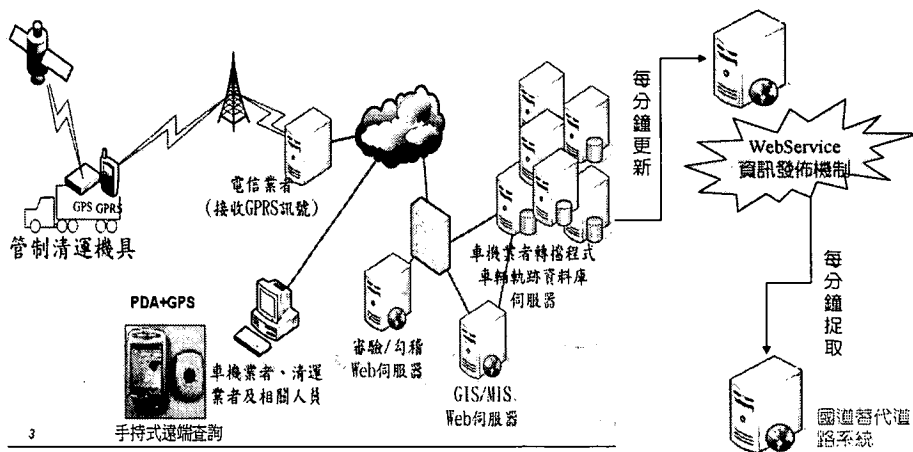 GPS GPRS
管制清運機具
電信業者
(接收GPRS訊號)
PDA+GPS
手持式遠端查詢
車機業者、清運
業者及相關人員
審驗/勾稽
Web伺服器
GIS/MIS
Web伺服器
車機業者轉檔程式
車輛軌跡資料庫
伺服器
每分鐘更新
WebService
資訊發佈機制
每分鐘捉取
國道替代道
路系統
3